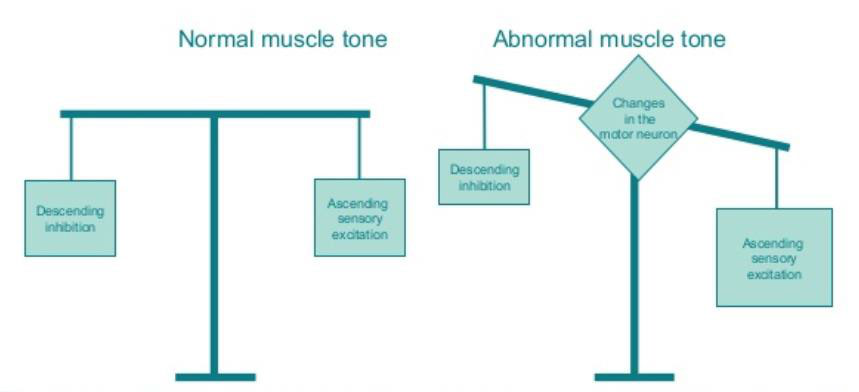 Normal muscle tone
Descending
inhibition
Ascending
sensory
excitation
Abnormal muscle tone
Changes
in the
motor neuron
Descending
inhibition
Ascending
sensory
excitation